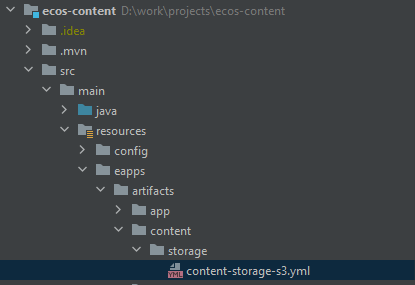 ecos-content D:\work\projects\ecos-content
.idea
.mvn
src
main
java
resources
config
eapps
artifacts
app
content
storage
YML content-storage-s3.yml